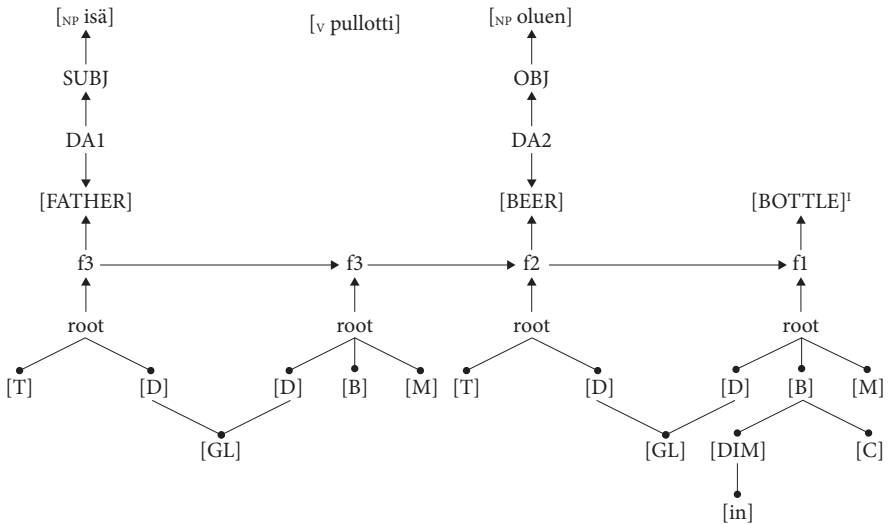 [NP isä] [V pullotti] [NP oluen]
SUBJ OBJ
DA1 DA2
[FATHER] [BEER] [BOTTLE]I
f3 f3 f2 f1
root root root root
[T] [D] [D] [B] [M] [T] [D] [D] [B] [M]
[GL] [GL] [DIM] [C]
[in]